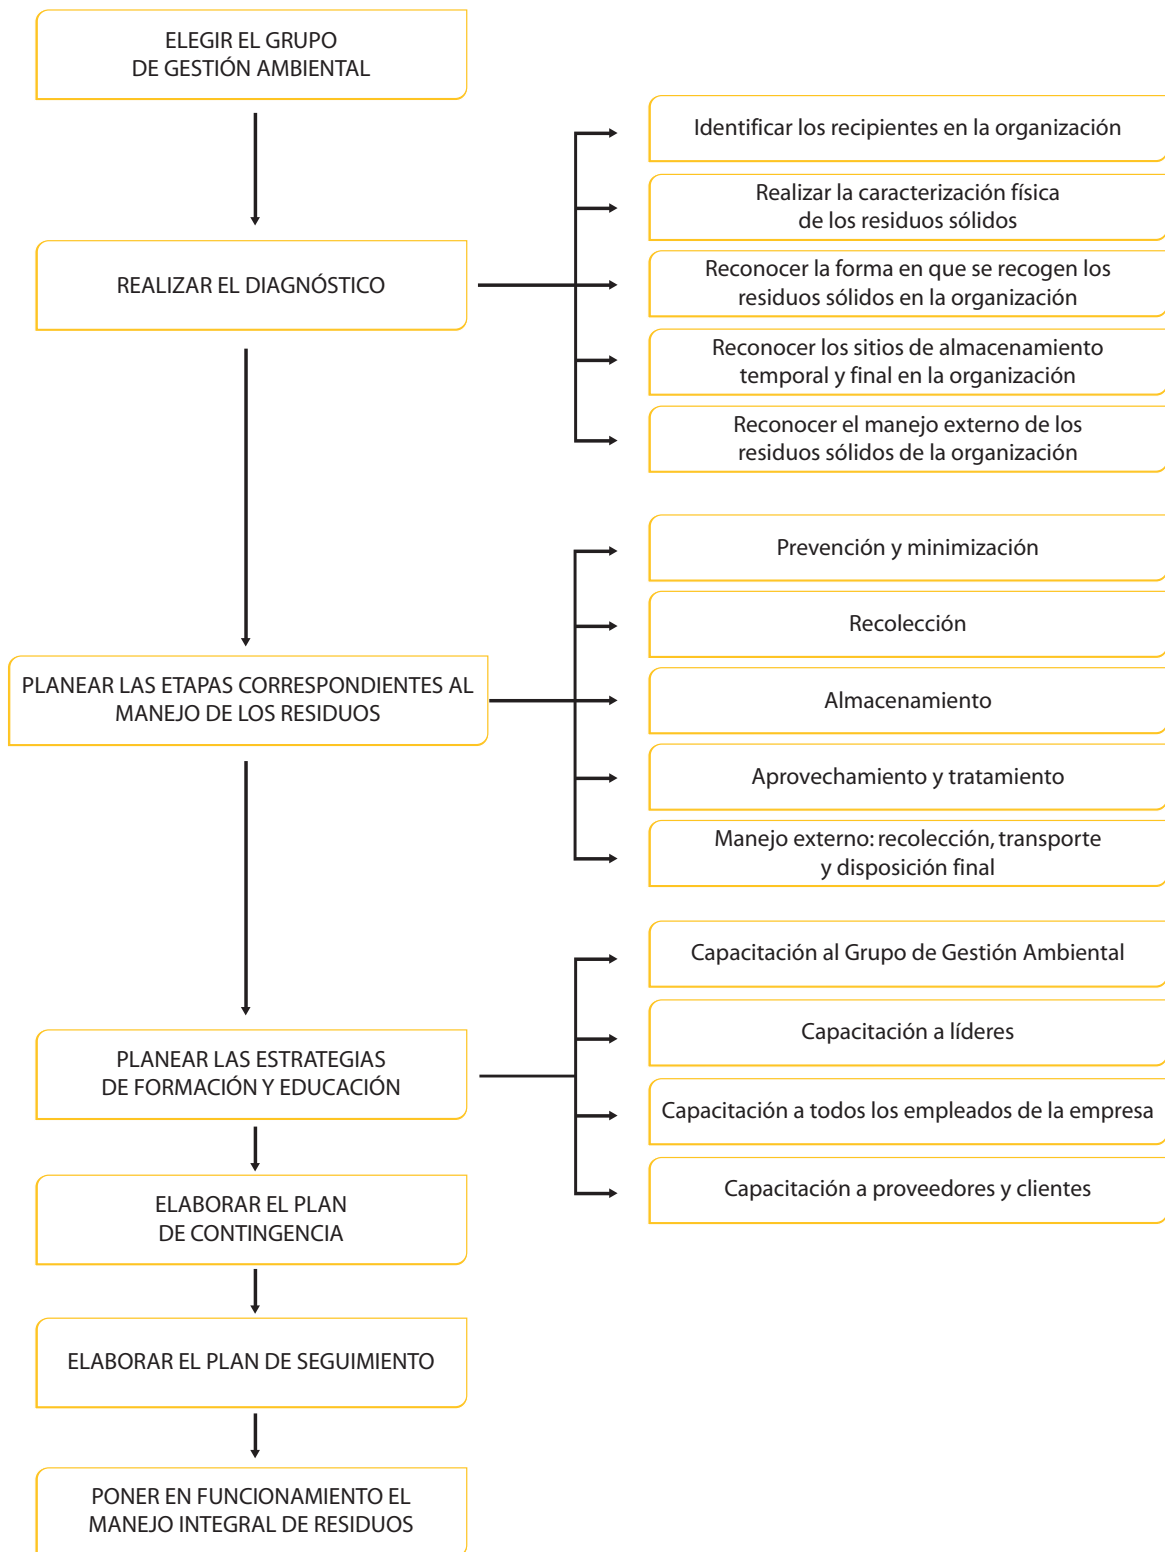 ELEGIR EL GRUPO
DE GESTIÓN AMBIENTAL
REALIZAR EL DIAGNÓSTICO
Identificar los recipientes en la organización
Realizar la caracterización física
de los residuos sólidos
Reconocer la forma en que se recogen los
residuos sólidos en la organización
Reconocer los sitios de almacenamiento
temporal y final en la organización
Reconocer el manejo externo de los
residuos sólidos de la organización
PLANEAR LAS ETAPAS CORRESPONDIENTES AL
MANEJO DE LOS RESIDUOS
Prevención y minimización
Recolección
Almacenamiento
Aprovechamiento y tratamiento
Manejo externo: recolección, transporte
y disposición final
PLANEAR LAS ESTRATEGIAS
DE FORMACIÓN Y EDUCACIÓN
Capacitación al Grupo de Gestión Ambiental
Capacitación a líderes
Capacitación a todos los empleados de la empresa
Capacitación a proveedores y clientes
ELABORAR EL PLAN
DE CONTINGENCIA
ELABORAR EL PLAN DE SEGUIMIENTO
PONER EN FUNCIONAMIENTO EL
MANEJO INTEGRAL DE RESIDUOS